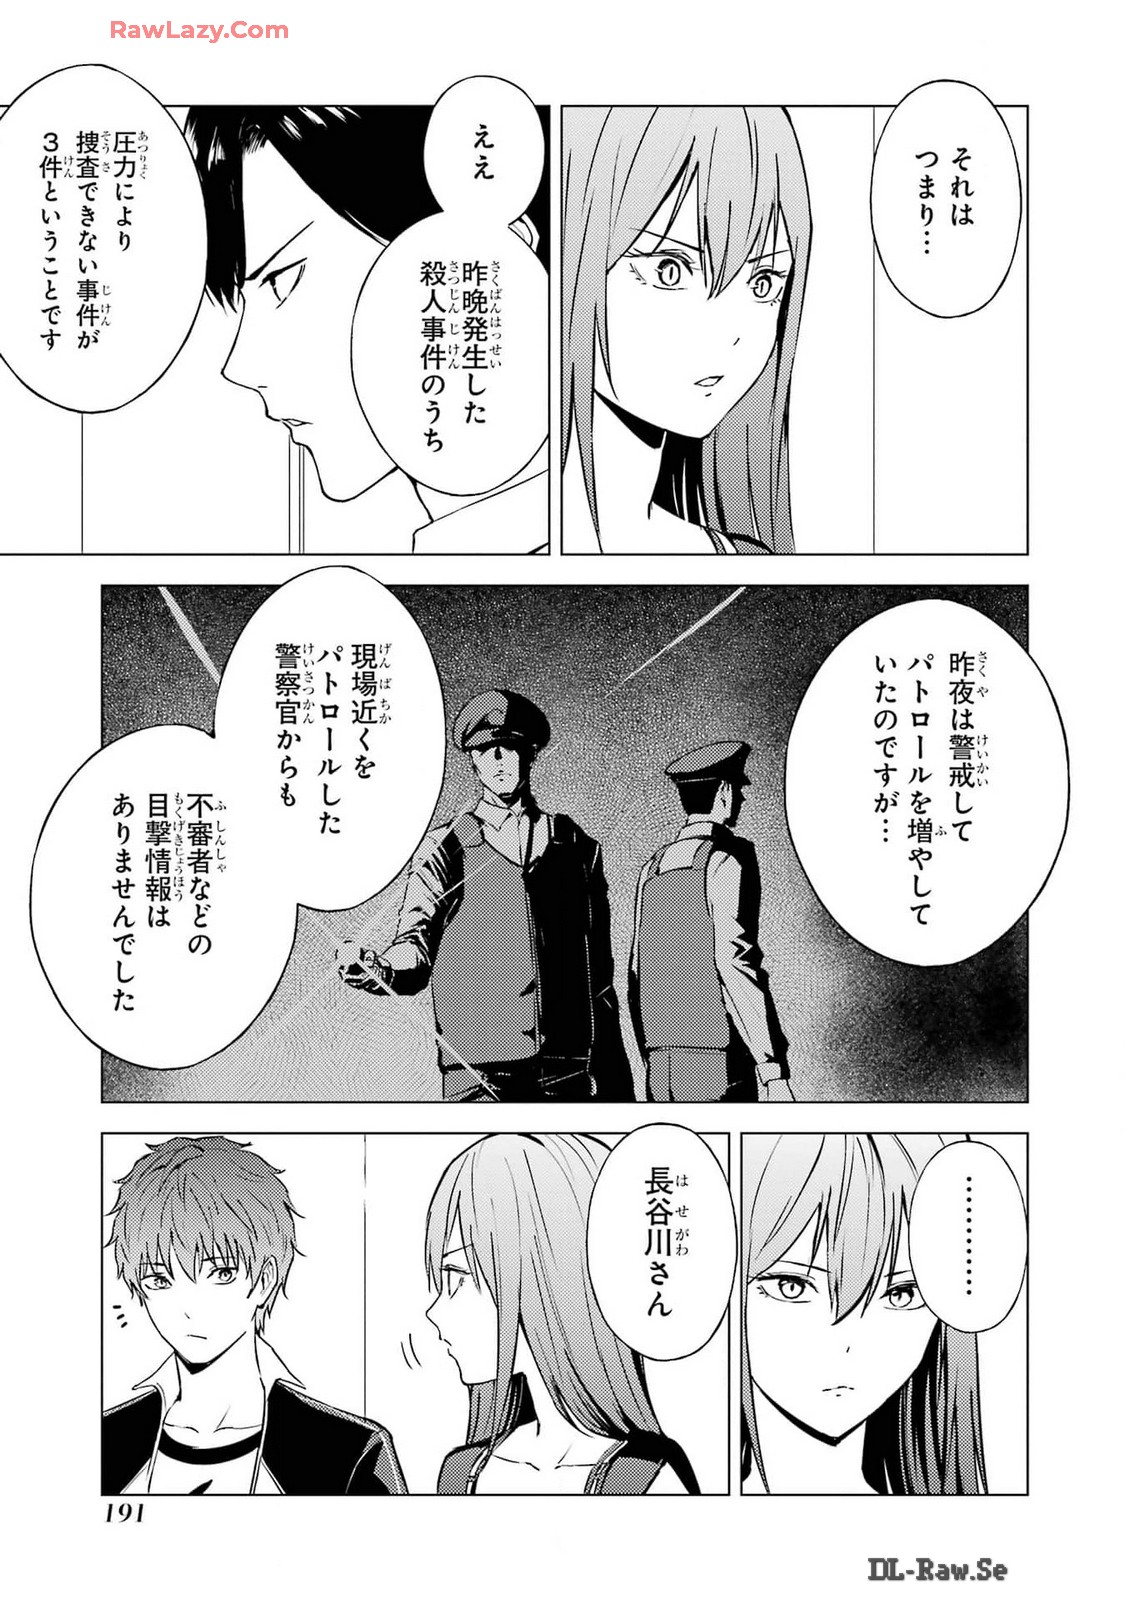 RawLazy.Com
それは
つまり…
ええ
昨晩発生した
殺人事件のうち
圧力により
捜査できない事件が
3件ということです
昨夜は警戒して
パトロールを増やして
いたのですが…
現場近くを
パトロールした
警察官からも
不審者などの
目撃情報は
ありませんでした
…………
長谷川さん
191
DL-Raw.Se